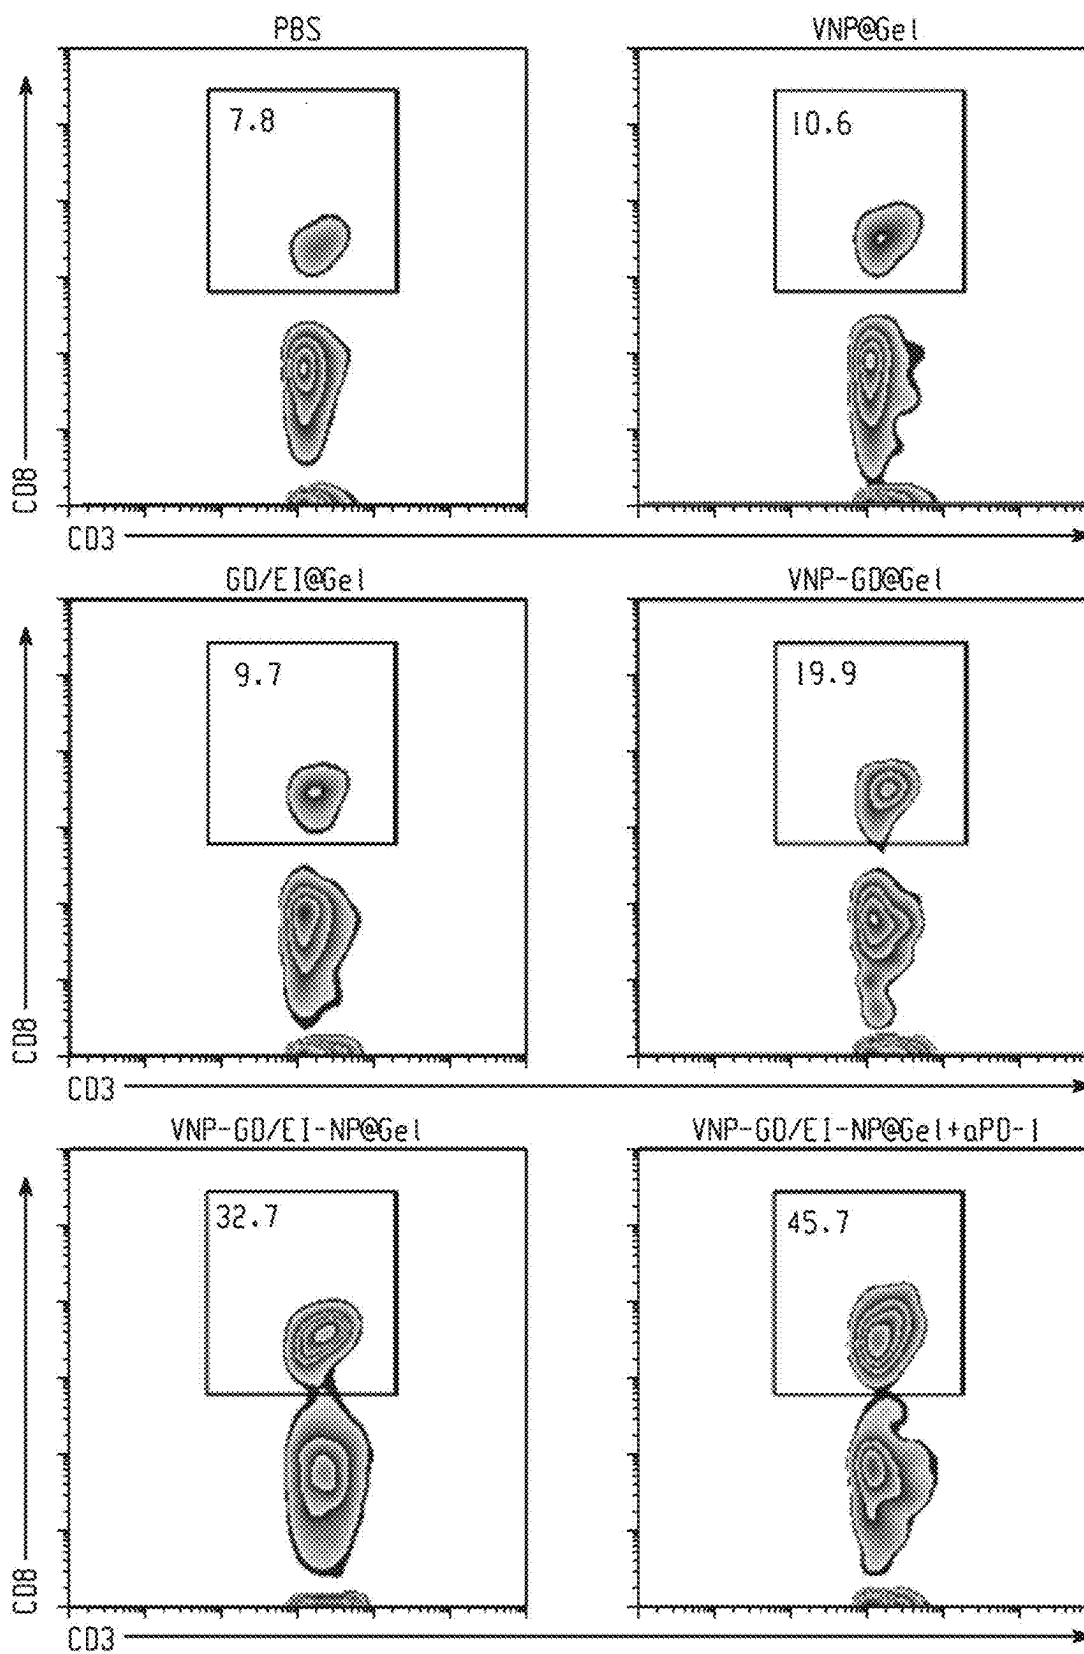 PBS
VNP@Gel
7.8
10.6
CD8
CD3
GD/EI@Gel
VNP-GD@Gel
9.7
19.9
CD8
CD3
VNP-GD/EI-NP@Gel
VNP-GD/EI-NP@Gel+aPD-1
32.7
45.7
CD8
CD3